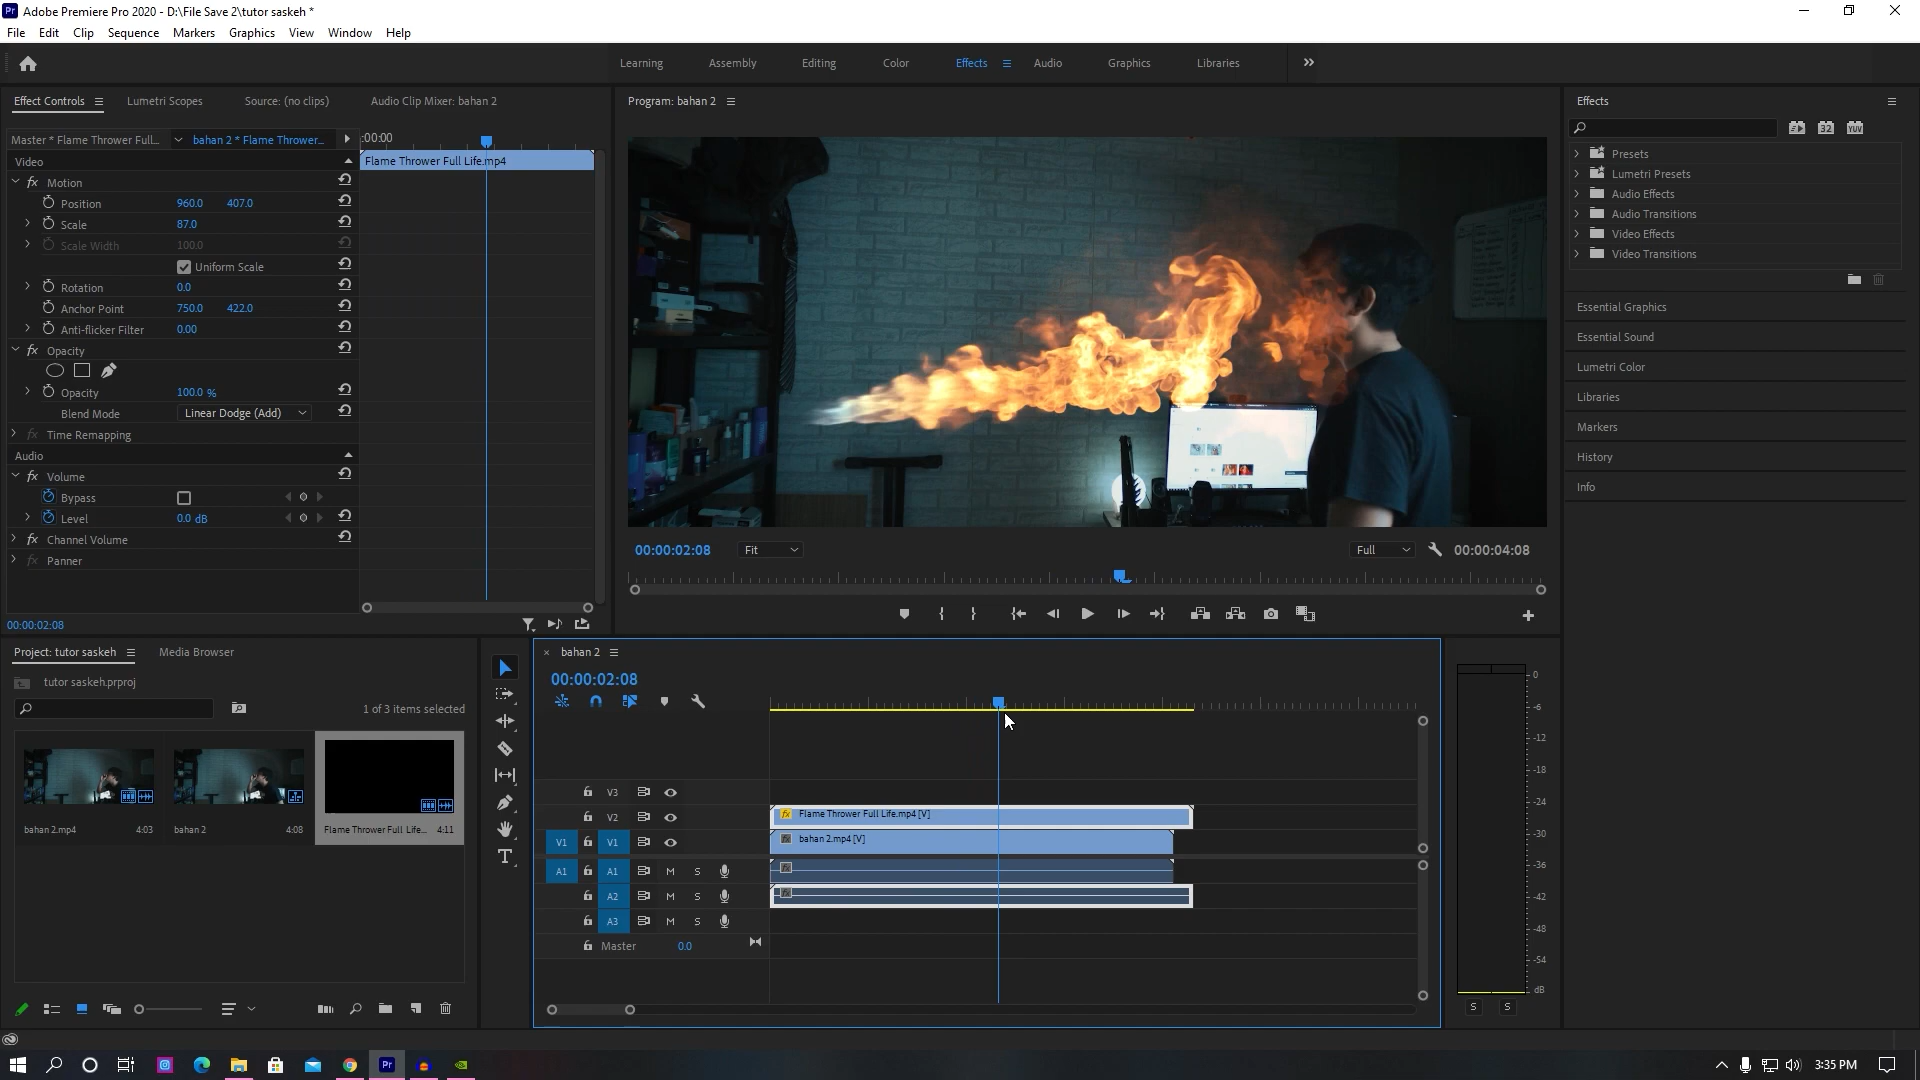 Adobe Premiere Pro 2020 - D:\File Save 2\tutor saskeh *
File Edit Clip Sequence Markers Graphics View Window Help
Learning Assembly Editing Color Effects Audio Graphics Libraries
Effect Controls Lumetri Scopes Source: (no clips) Audio Clip Mixer: bahan 2
Master * Flame Thrower Full... bahan 2 * Flame Thrower...
:00:00
Flame Thrower Full Life.mp4
Video
Motion
Position 960.0 407.0
Scale 87.0
Scale Width 100.0
Uniform Scale
Rotation 0.0
Anchor Point 750.0 422.0
Anti-flicker Filter 0.00
Opacity
Opacity 100.0 %
Blend Mode Linear Dodge (Add)
Time Remapping
Audio
Volume
Bypass
Level 0.0 dB
Channel Volume
Panner
00:00:02:08
Program: bahan 2
00:00:02:08 Fit Full 00:00:04:08
Effects
32 YUV
Presets
Lumetri Presets
Audio Effects
Audio Transitions
Video Effects
Video Transitions
Essential Graphics
Essential Sound
Lumetri Color
Libraries
Markers
History
Info
Project: tutor saskeh Media Browser
tutor saskeh.prproj
1 of 3 items selected
bahan 2.mp4 4:03
bahan 2 4:08
Flame Thrower Full Life... 4:11
× bahan 2
00:00:02:08
V3
V2 Flame Thrower Full Life.mp4 [V]
V1 V1 bahan 2.mp4 [V]
A1 A1 M S
A2 M S
A3 M S
Master 0.0
0
-6
-12
-18
-24
-30
-36
-42
-48
-54
dB
S S
Pr
3:35 PM